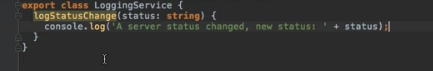 export class LoggingService {
logStatusChange(status: string) {
console.log('A server status changed, new status: ' + status);
}
}